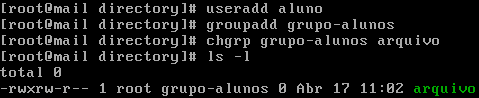 [root@mail directory]# useradd aluno
[root@mail directory]# groupadd grupo-alunos
[root@mail directory]# chgrp grupo-alunos arquivo
[root@mail directory]# ls -l
total 0
-rwxrw-r-- 1 root grupo-alunos 0 Abr 17 11:02 arquivo